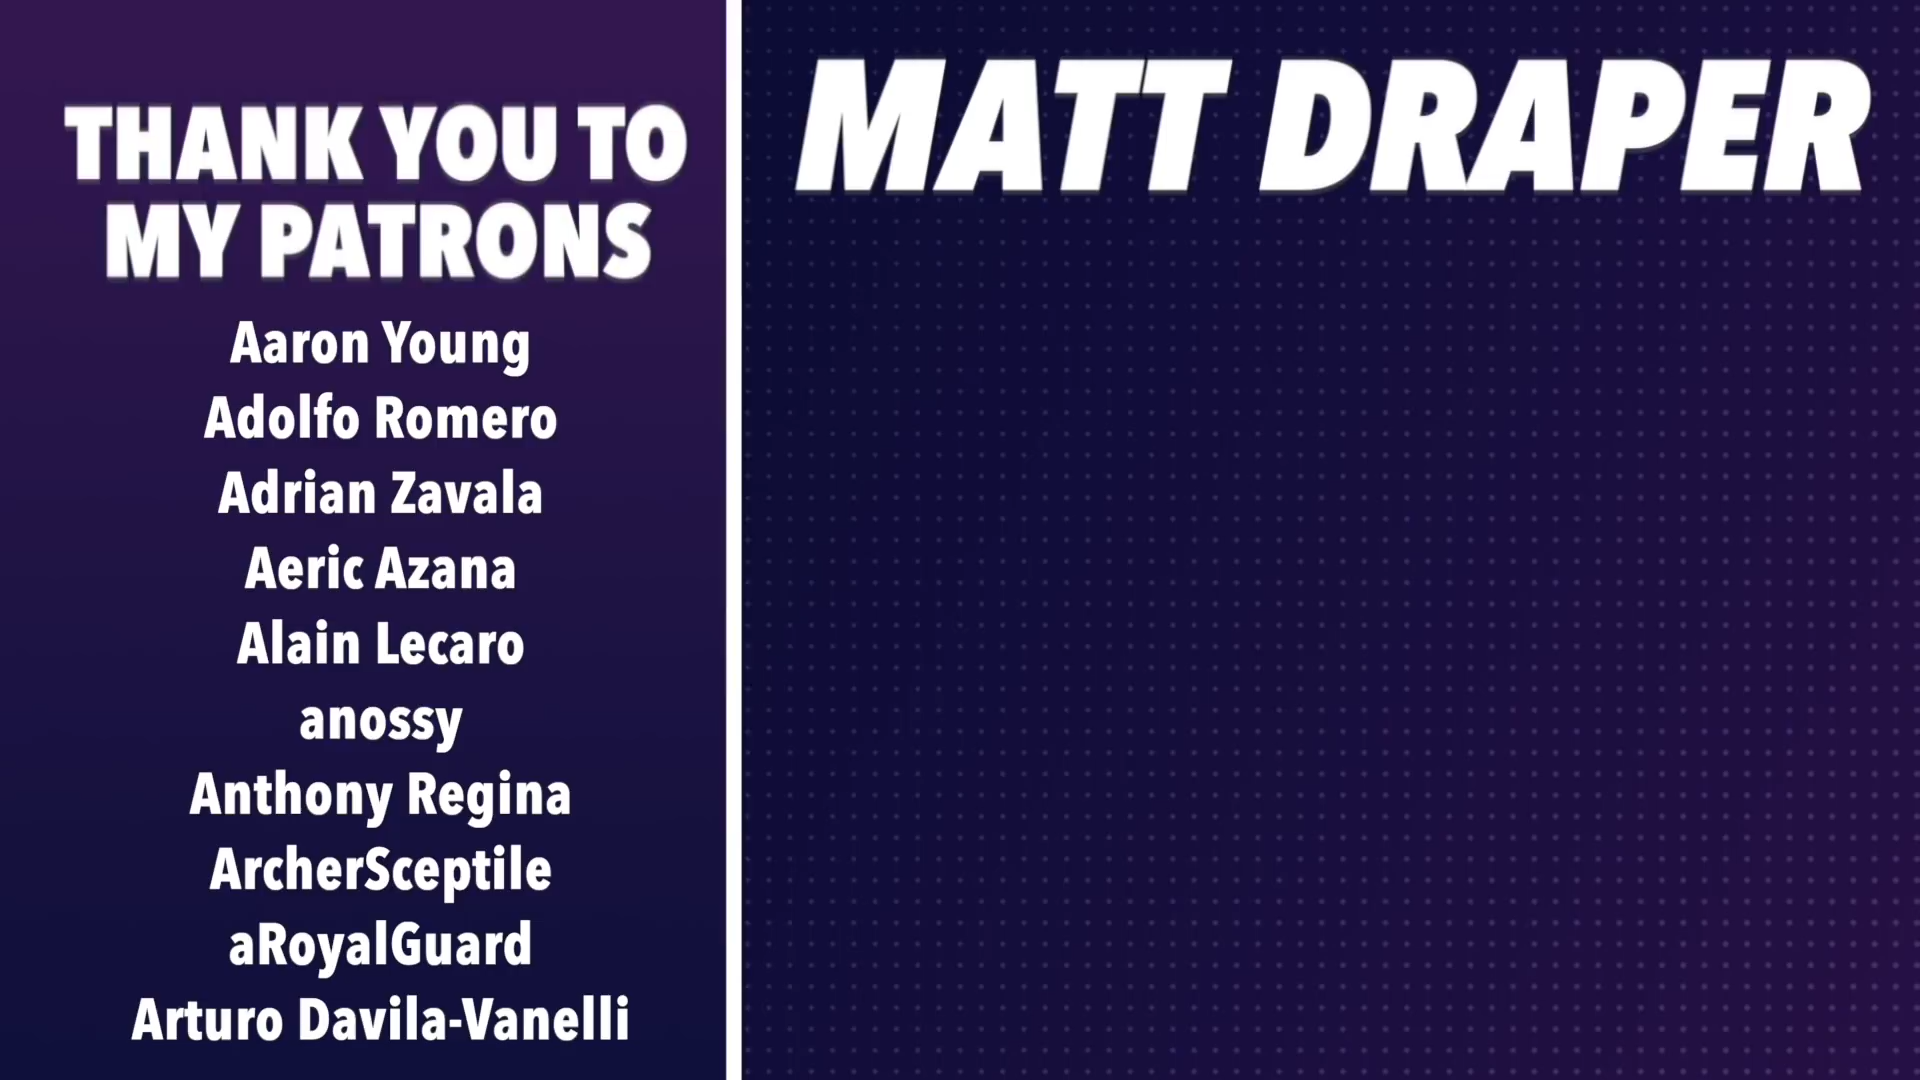 THANK YOU TO
MY PATRONS
Aaron Young
Adolfo Romero
Adrian Zavala
Aeric Azana
Alain Lecaro
anossy
Anthony Regina
ArcherSceptile
aRoyalGuard
Arturo Davila-Vanelli
MATT DRAPER